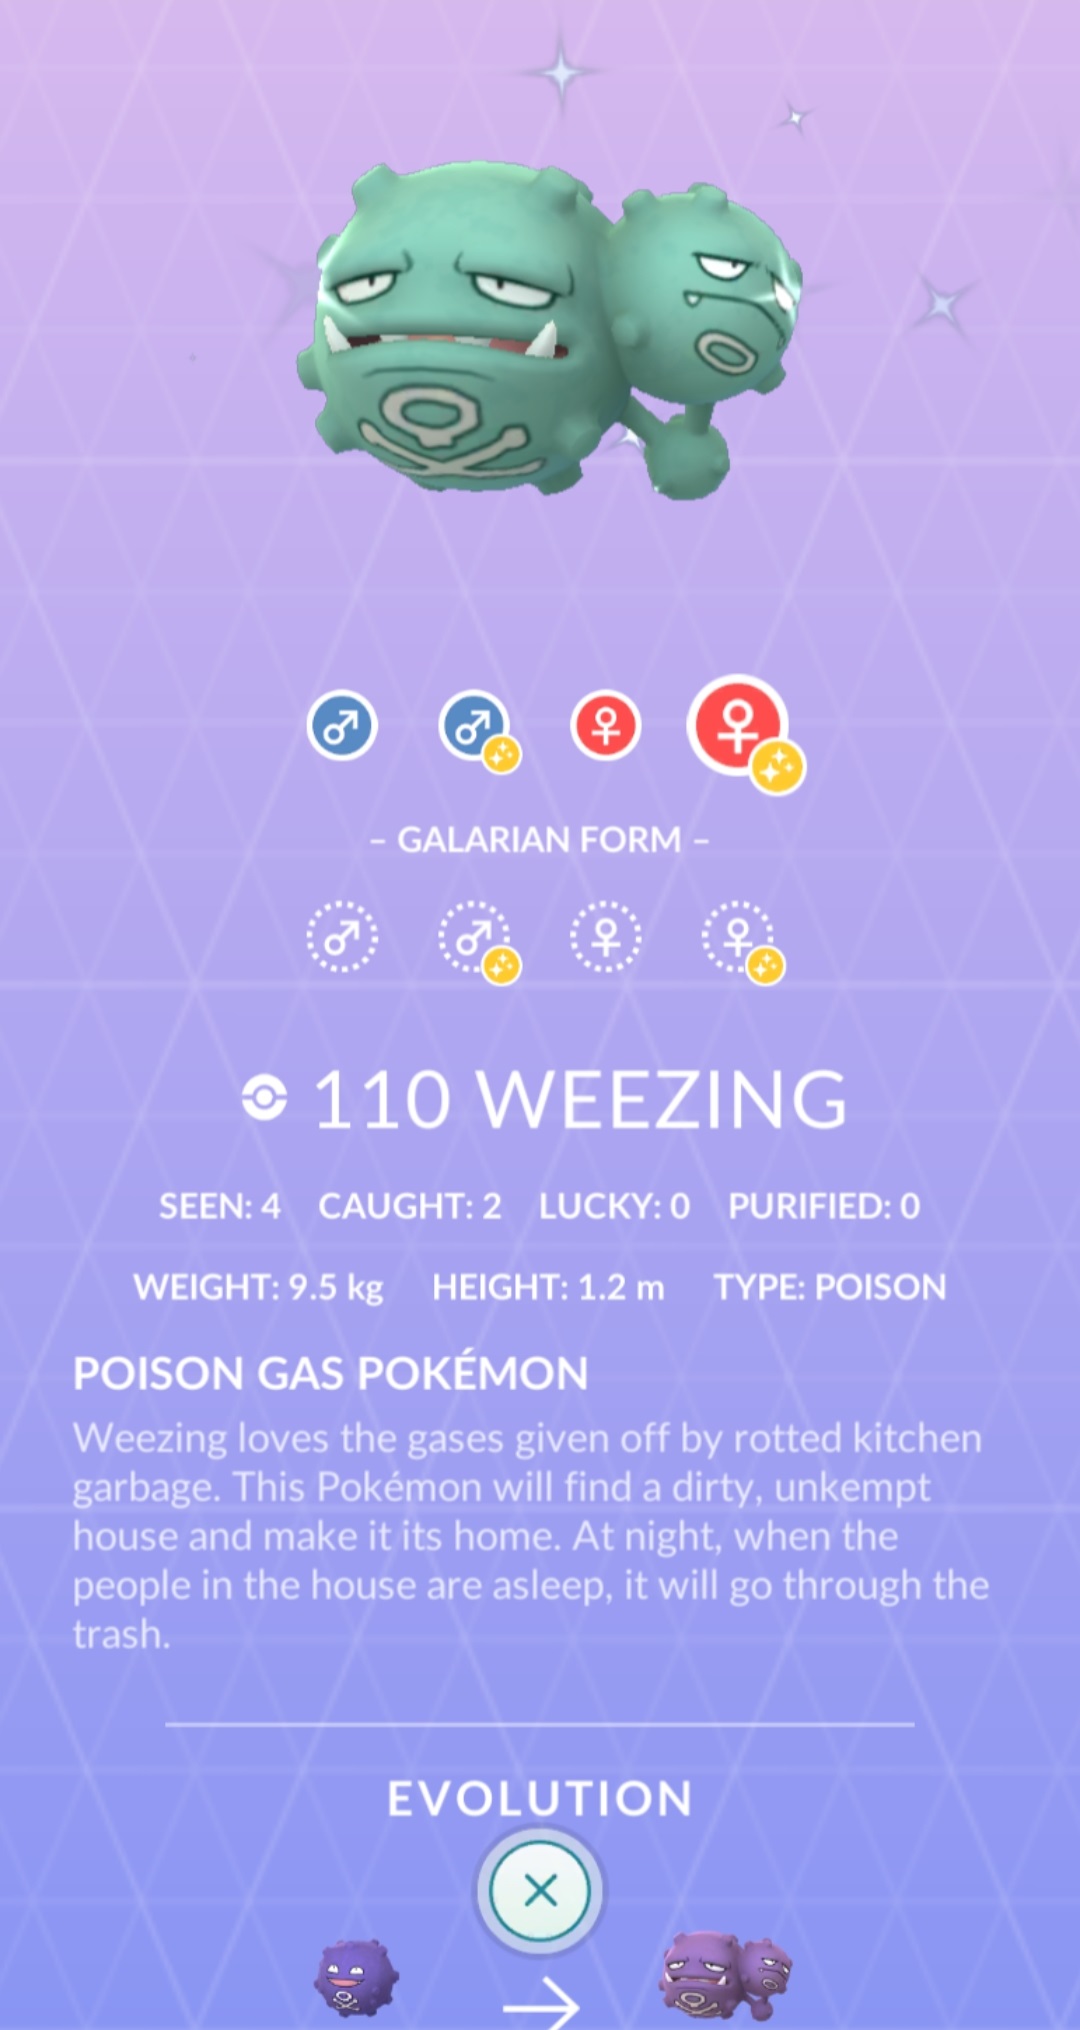 – GALARIAN FORM –
110 WEEZING
SEEN: 4 CAUGHT: 2 LUCKY: 0 PURIFIED: 0
WEIGHT: 9.5 kg HEIGHT: 1.2 m TYPE: POISON
POISON GAS POKÉMON
Weezing loves the gases given off by rotted kitchen
garbage. This Pokémon will find a dirty, unkempt
house and make it its home. At night, when the
people in the house are asleep, it will go through the
trash.
EVOLUTION